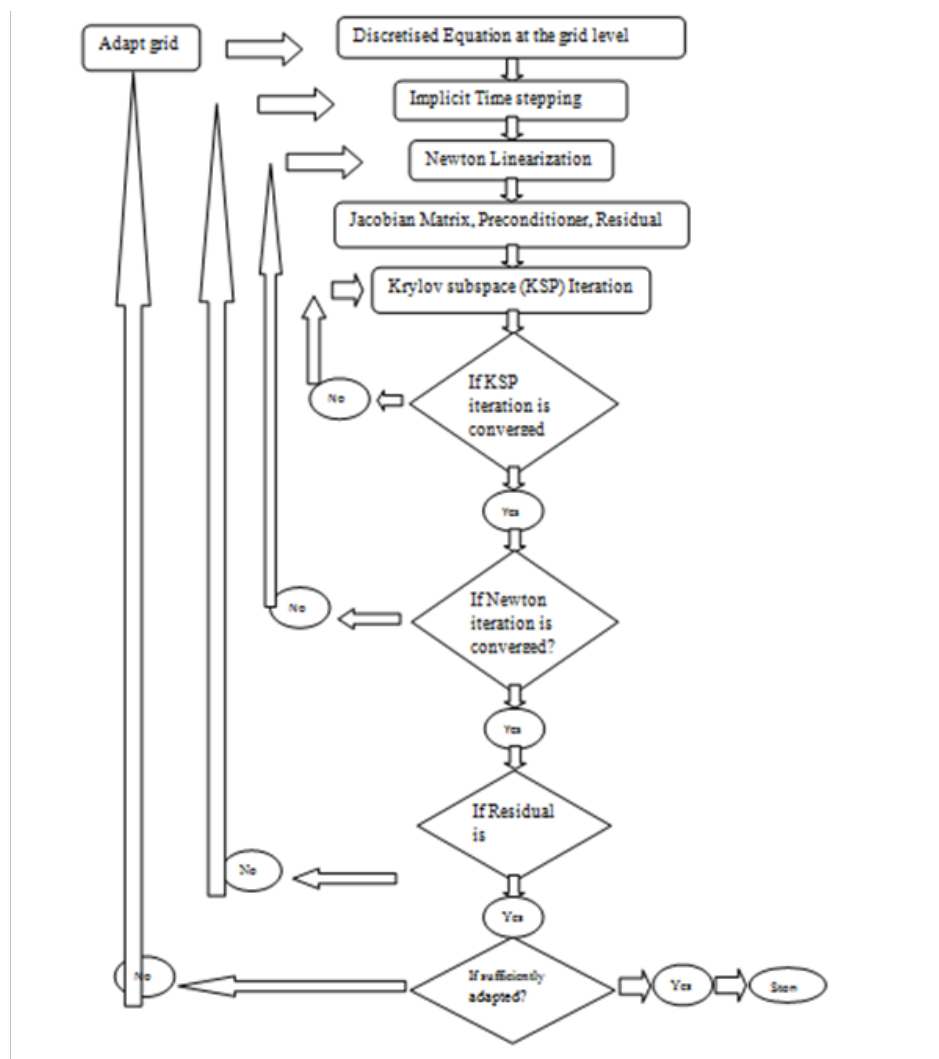 Adapt grid
Discretised Equation at the grid level
Implicit Time stepping
Newton Linearization
Jacobian Matrix, Preconditioner, Residual
Krylov subspace (KSP) Iteration
If KSP
iteration is
converged
No
Yes
If Newton
iteration is
converged?
No
Yes
If Residual
is
No
Yes
If sufficiently
adapted?
No
Yes
Stop